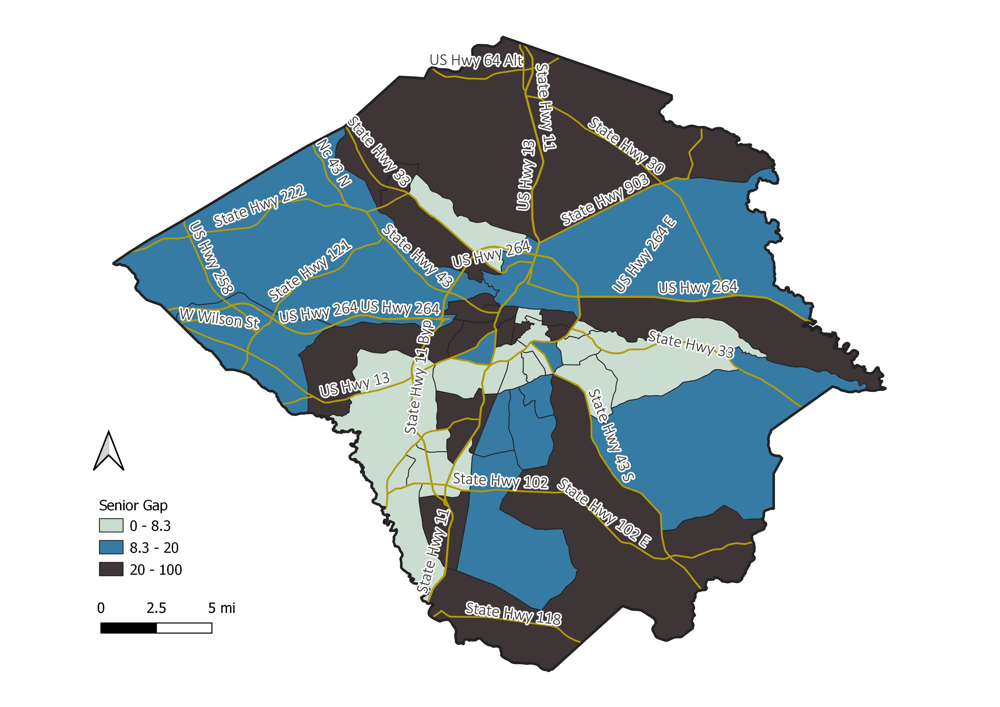 US Hwy 64 Alt
State Hwy 11
State Hwy 33
Nc 43 N
US Hwy 13
State Hwy 30
State Hwy 903
State Hwy 222
US Hwy 258
State Hwy 121
State Hwy 43
US Hwy 264
US Hwy 264 E
US Hwy 264
W Wilson St
US Hwy 264
US Hwy 264
State Hwy 11 Byp
State Hwy 33
US Hwy 13
State Hwy 43 S
State Hwy 102
State Hwy 102 E
State Hwy 11
State Hwy 118
Senior Gap
0 - 8.3
8.3 - 20
20 - 100
0 2.5 5 mi